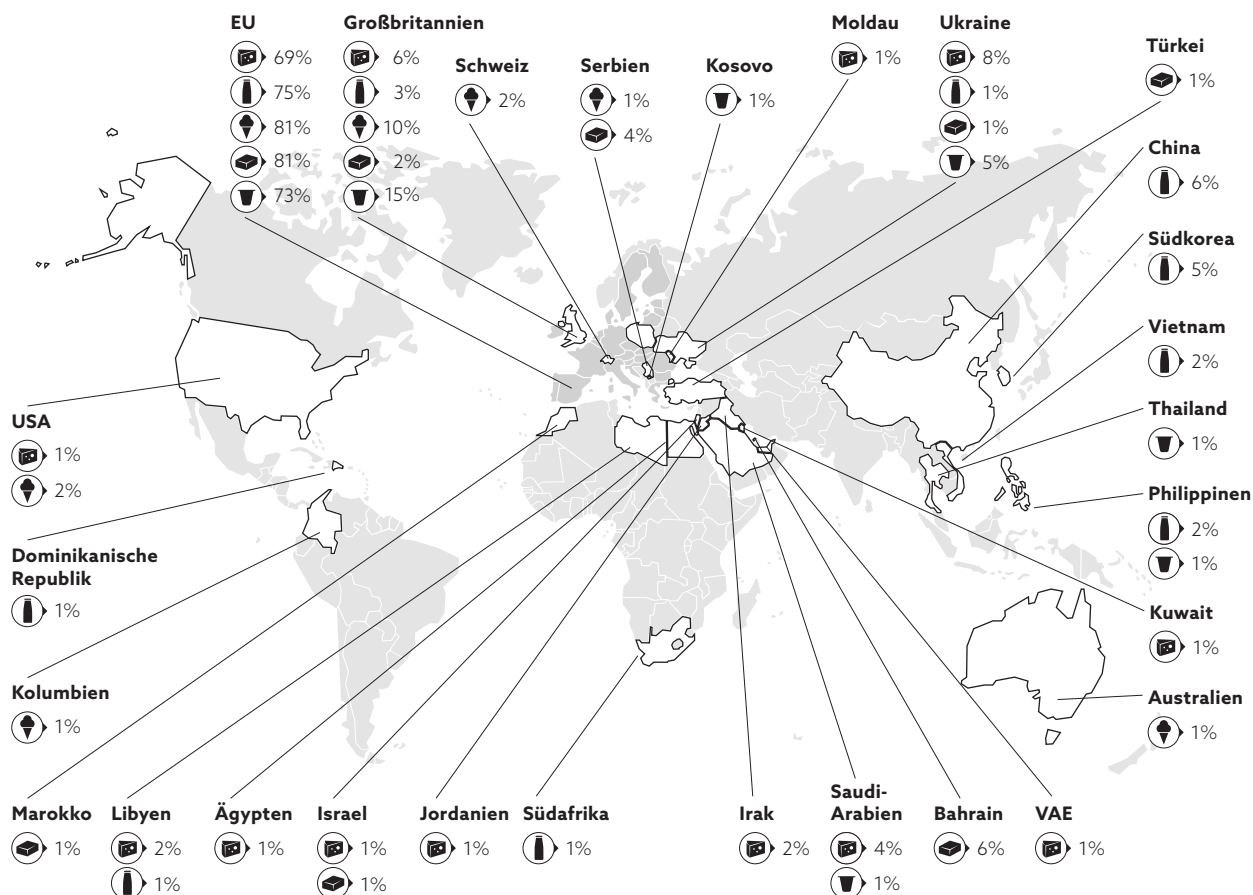 EU
69%
75%
81%
81%
73%
Großbritannien
6%
3%
10%
2%
15%
Schweiz
2%
Serbien
1%
4%
Kosovo
1%
Moldau
1%
Ukraine
8%
1%
1%
5%
Türkei
1%
China
6%
Südkorea
5%
Vietnam
2%
Thailand
1%
Philippinen
2%
1%
Kuwait
1%
Australien
1%
USA
1%
2%
Dominikanische
Republik
1%
Kolumbien
1%
Marokko
1%
Libyen
2%
1%
Ägypten
1%
Israel
1%
1%
Jordanien
1%
Südafrika
1%
Irak
2%
Saudi-
Arabien
4%
1%
Bahrain
6%
VAE
1%